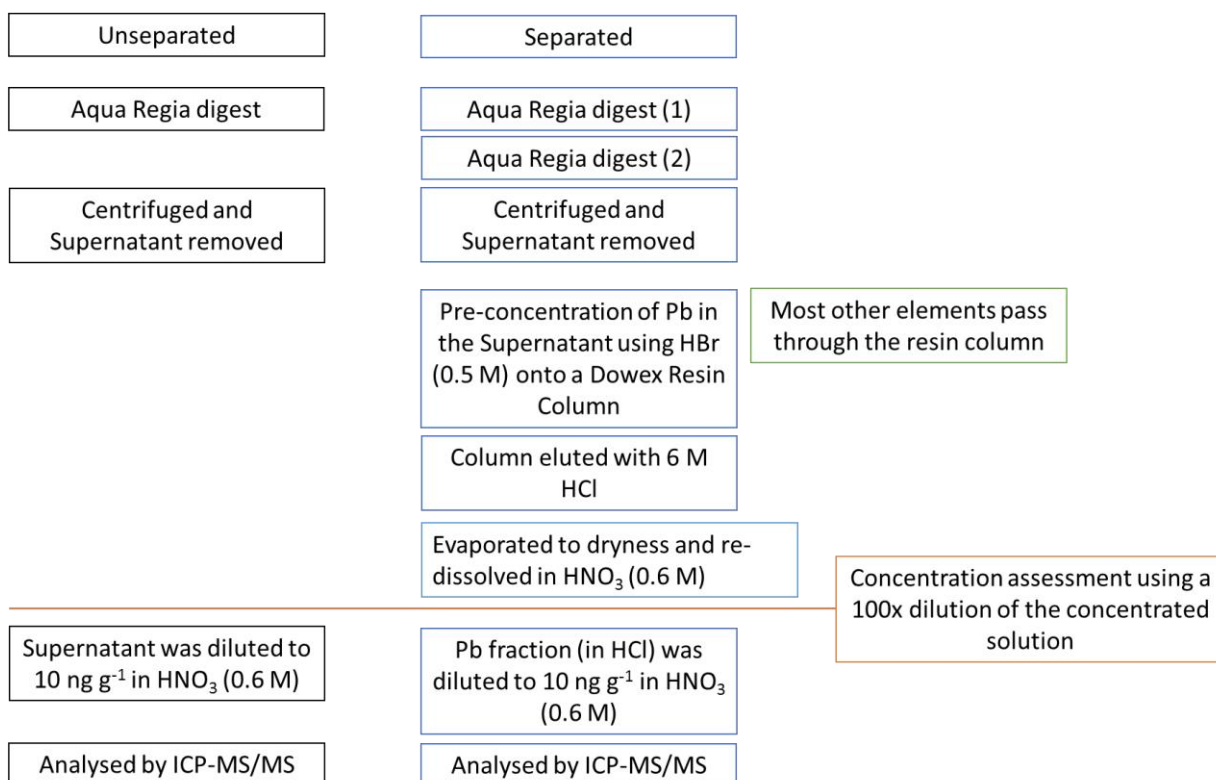 Unseparated
Separated
Aqua Regia digest
Aqua Regia digest (1)
Aqua Regia digest (2)
Centrifuged and
Supernatant removed
Centrifuged and
Supernatant removed
Pre-concentration of Pb in
the Supernatant using HBr
(0.5 M) onto a Dowex Resin
Column
Most other elements pass
through the resin column
Column eluted with 6 M
HCl
Evaporated to dryness and re-
dissolved in HNO₃ (0.6 M)
Concentration assessment using a
100x dilution of the concentrated
solution
Supernatant was diluted to
10 ng g⁻¹ in HNO₃ (0.6 M)
Pb fraction (in HCl) was
diluted to 10 ng g⁻¹ in HNO₃
(0.6 M)
Analysed by ICP-MS/MS
Analysed by ICP-MS/MS